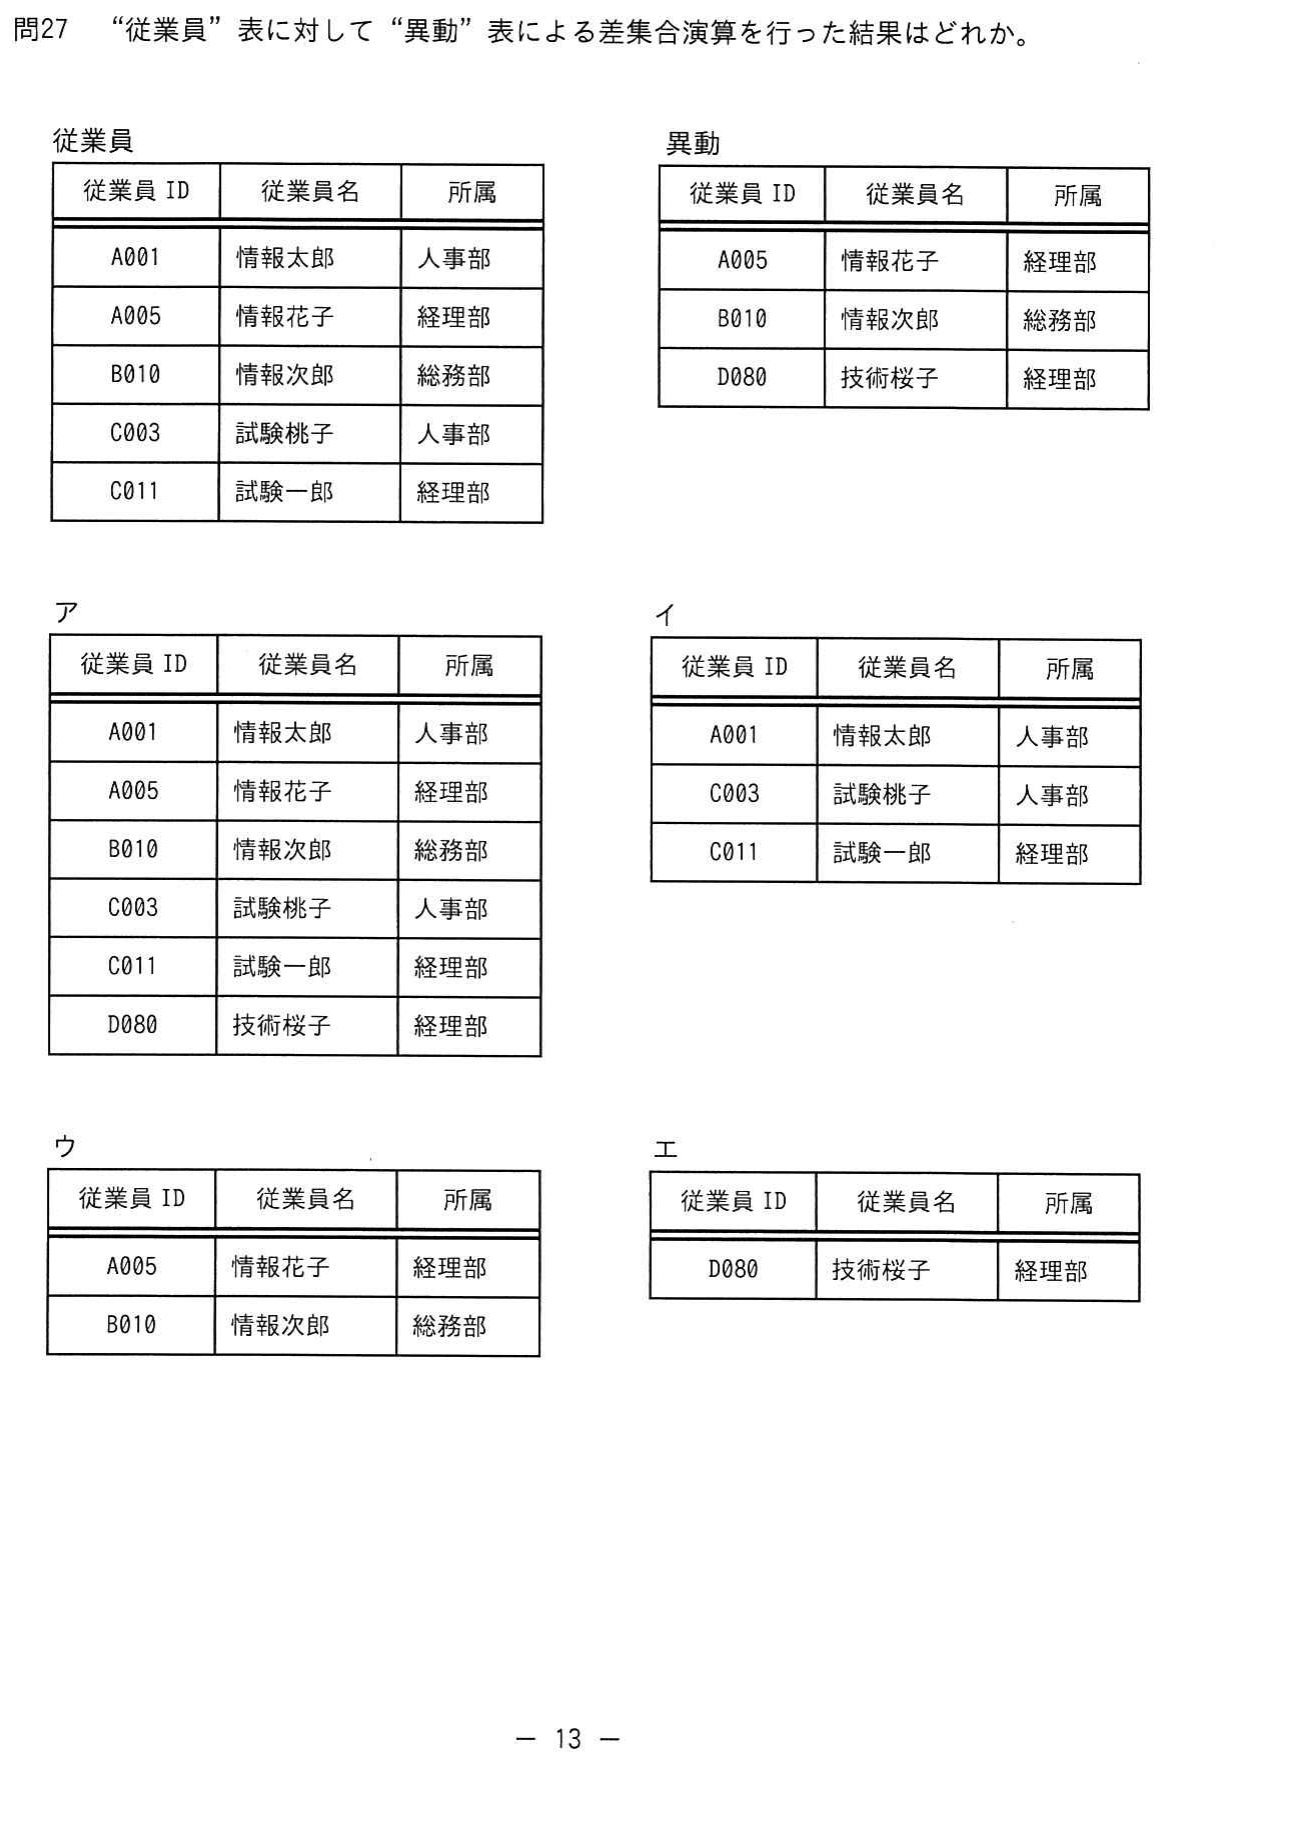 問27 “従業員”表に対して“異動”表による差集合演算を行った結果はどれか。
従業員
従業員 ID 従業員名 所属
A001 情報太郎 人事部
A005 情報花子 経理部
B010 情報次郎 総務部
C003 試験桃子 人事部
C011 試験一郎 経理部
異動
従業員 ID 従業員名 所属
A005 情報花子 経理部
B010 情報次郎 総務部
D080 技術桜子 経理部
ア
従業員 ID 従業員名 所属
A001 情報太郎 人事部
A005 情報花子 経理部
B010 情報次郎 総務部
C003 試験桃子 人事部
C011 試験一郎 経理部
D080 技術桜子 経理部
イ
従業員 ID 従業員名 所属
A001 情報太郎 人事部
C003 試験桃子 人事部
C011 試験一郎 経理部
ウ
従業員 ID 従業員名 所属
A005 情報花子 経理部
B010 情報次郎 総務部
エ
従業員 ID 従業員名 所属
D080 技術桜子 経理部
— 13 —